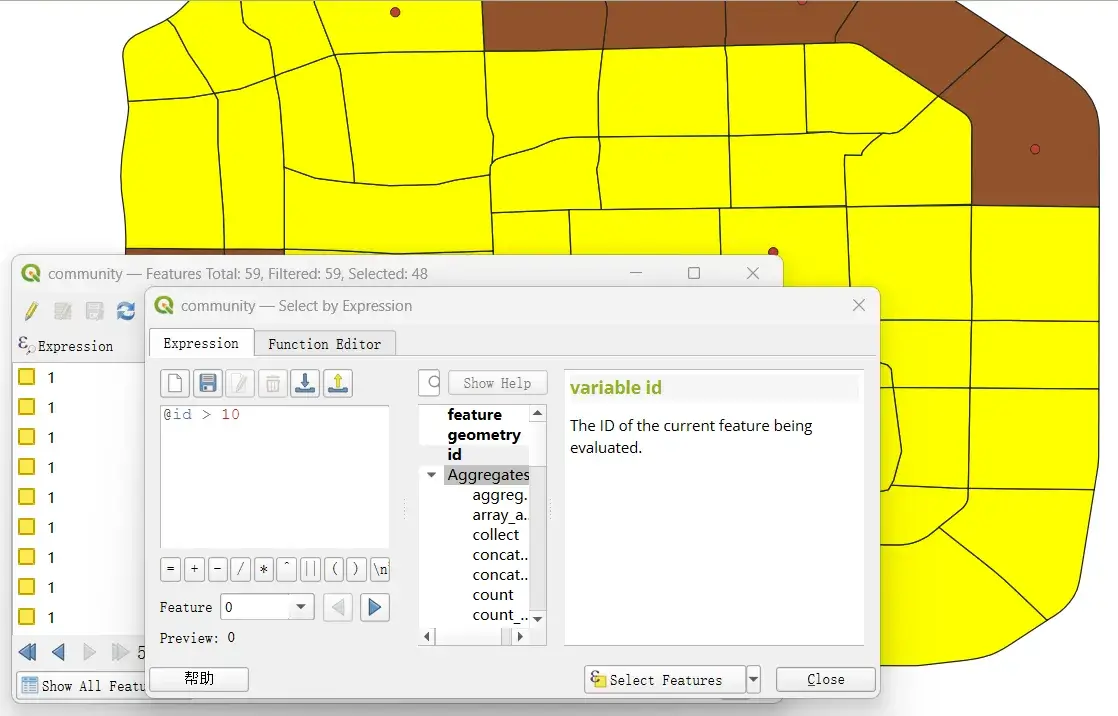 community — Features Total: 59, Filtered: 59, Selected: 48
community — Select by Expression
Expression
Expression
Function Editor
Show Help
@id > 10
feature
geometry
id
Aggregates
aggreg.
array_a..
collect
concat..
concat..
count
count_..
variable id
The ID of the current feature being
evaluated.
1
1
1
1
1
1
1
1
1
= + - / * ^ || ( ) \n
Feature 0
Preview: 0
5
Show All Featu
帮助
Select Features
Close